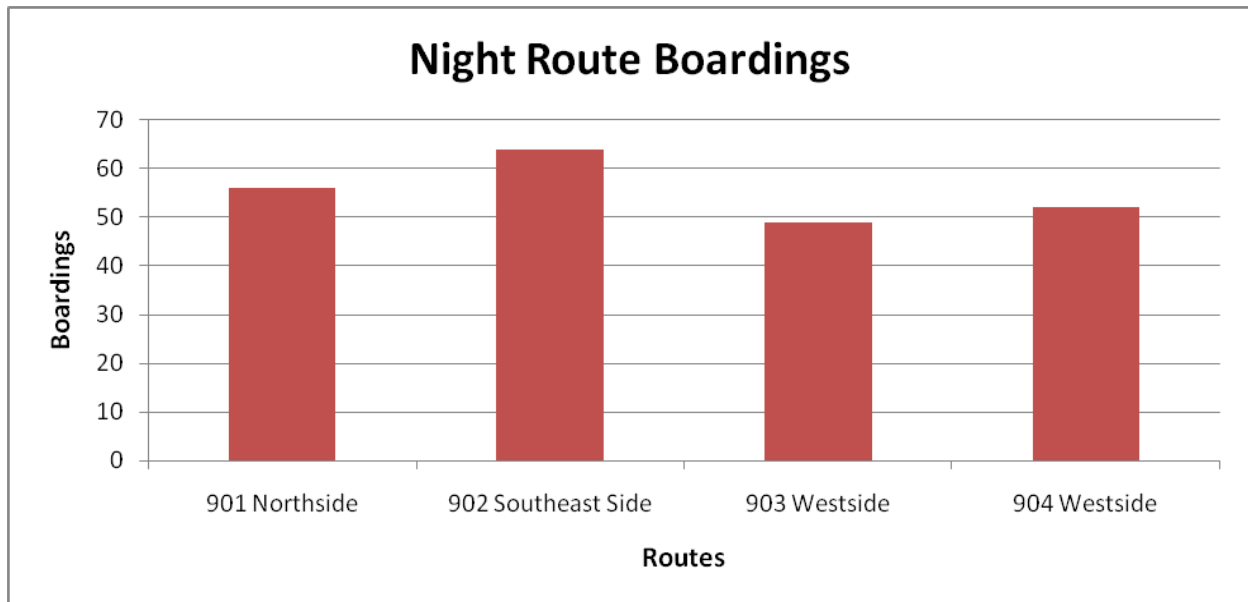 Night Route Boardings
70
60
50
40
30
20
10
0
Boardings
901 Northside
902 Southeast Side
903 Westside
904 Westside
Routes